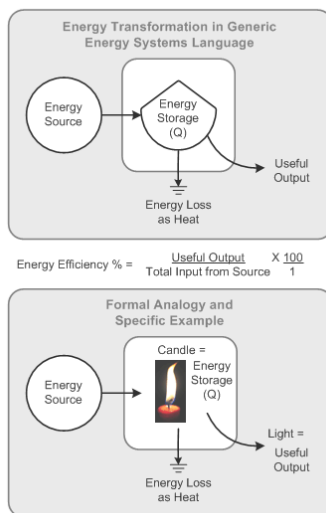 Energy Transformation in Generic
Energy Systems Language
Energy
Source
Energy
Storage
(Q)
Useful
Output
Energy Loss
as Heat
Energy Efficiency % = Useful Output X 100
Total Input from Source 1
Formal Analogy and
Specific Example
Candle =
Energy
Storage
(Q)
Energy
Source
Light =
Useful
Output
Energy Loss
as Heat